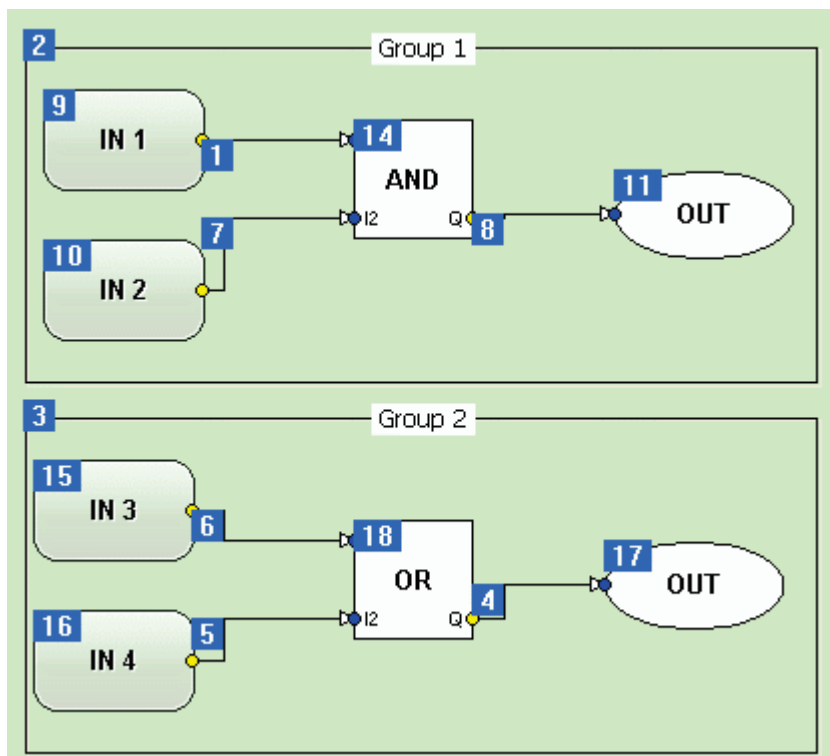 2
Group 1
9
IN 1
1
14
AND
I2
Q
8
11
OUT
7
10
IN 2
3
Group 2
15
IN 3
6
18
OR
I2
Q
4
17
OUT
16
5
IN 4